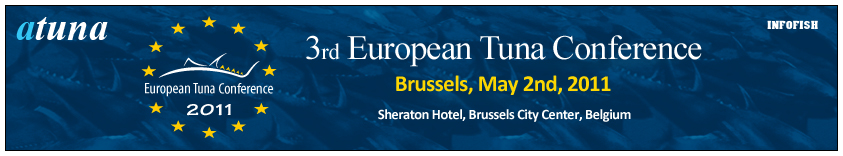 atuna
European Tuna Conference
2011
3rd European Tuna Conference
Brussels, May 2nd, 2011
Sheraton Hotel, Brussels City Center, Belgium
INFOFISH